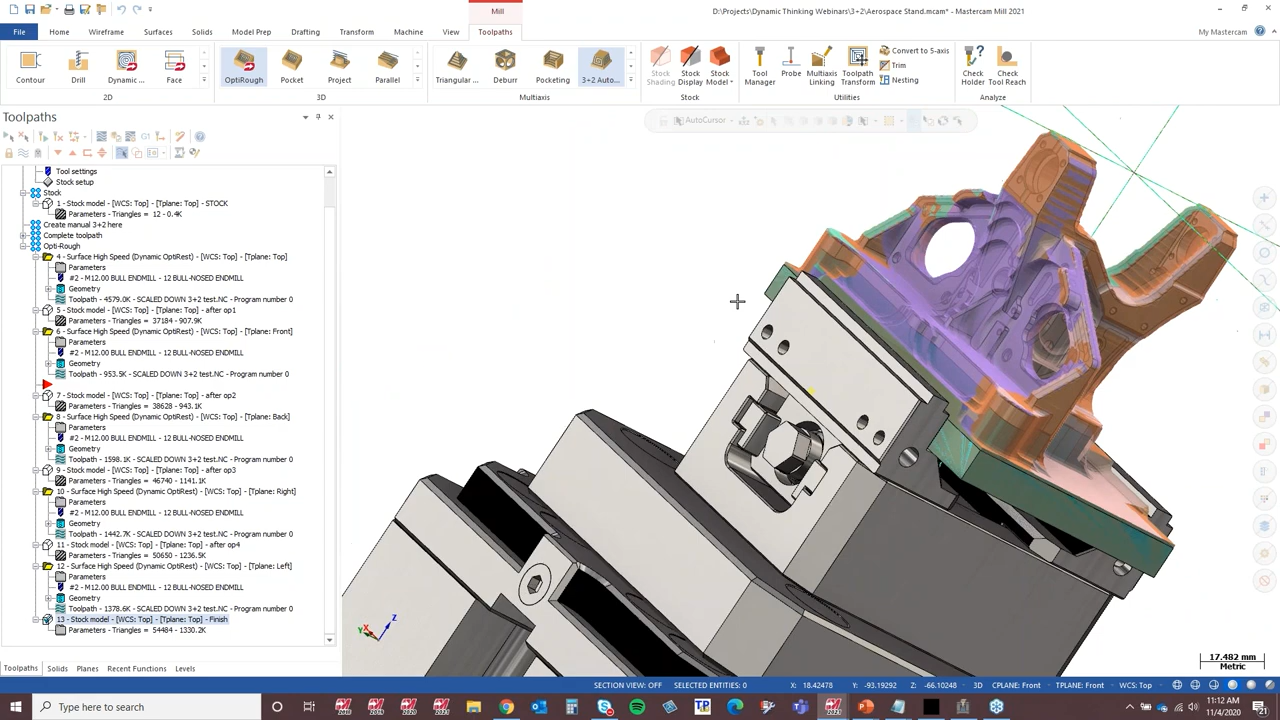 Mill
D:\Projects\Dynamic Thinking Webinars\3+2\Aerospace Stand.mcam* - Mastercam Mill 2021
File Home Wireframe Surfaces Solids Model Prep Drafting Transform Machine View Toolpaths
My Mastercam
Contour Drill Dynamic ... Face
OptiRough Pocket Project Parallel
Triangular ... Deburr Pocketing 3+2 Auto...
Stock Shading Stock Display Stock Model
Tool Manager Probe Multiaxis Linking Toolpath Transform
Convert to 5-axis
Trim
Nesting
Check Holder Check Tool Reach
2D 3D Multiaxis Stock Utilities Analyze
Toolpaths
G1
AutoCursor
Tool settings
Stock setup
Stock
1 - Stock model - [WCS: Top] - [Tplane: Top] - STOCK
Parameters - Triangles = 12 - 0.4K
Create manual 3+2 here
Complete toolpath
Opti-Rough
4 - Surface High Speed (Dynamic OptiRest) - [WCS: Top] - [Tplane: Top]
Parameters
#2 - M12.00 BULL ENDMILL - 12 BULL-NOSED ENDMILL
Geometry
Toolpath - 4579.0K - SCALED DOWN 3+2 test.NC - Program number 0
5 - Stock model - [WCS: Top] - [Tplane: Top] - after op1
Parameters - Triangles = 37184 - 907.9K
6 - Surface High Speed (Dynamic OptiRest) - [WCS: Top] - [Tplane: Front]
Parameters
#2 - M12.00 BULL ENDMILL - 12 BULL-NOSED ENDMILL
Geometry
Toolpath - 953.5K - SCALED DOWN 3+2 test.NC - Program number 0
7 - Stock model - [WCS: Top] - [Tplane: Top] - after op2
Parameters - Triangles = 38628 - 943.1K
8 - Surface High Speed (Dynamic OptiRest) - [WCS: Top] - [Tplane: Back]
Parameters
#2 - M12.00 BULL ENDMILL - 12 BULL-NOSED ENDMILL
Geometry
Toolpath - 1598.1K - SCALED DOWN 3+2 test.NC - Program number 0
9 - Stock model - [WCS: Top] - [Tplane: Top] - after op3
Parameters - Triangles = 46740 - 1141.1K
10 - Surface High Speed (Dynamic OptiRest) - [WCS: Top] - [Tplane: Right]
Parameters
#2 - M12.00 BULL ENDMILL - 12 BULL-NOSED ENDMILL
Geometry
Toolpath - 1442.7K - SCALED DOWN 3+2 test.NC - Program number 0
11 - Stock model - [WCS: Top] - [Tplane: Top] - after op4
Parameters - Triangles = 50650 - 1236.5K
12 - Surface High Speed (Dynamic OptiRest) - [WCS: Top] - [Tplane: Left]
Parameters
#2 - M12.00 BULL ENDMILL - 12 BULL-NOSED ENDMILL
Geometry
Toolpath - 1378.6K - SCALED DOWN 3+2 test.NC - Program number 0
13 - Stock model - [WCS: Top] - [Tplane: Top] - Finish
Parameters - Triangles = 54484 - 1330.2K
Z
Y X
17.482 mm
Metric
Toolpaths Solids Planes Recent Functions Levels
SECTION VIEW: OFF SELECTED ENTITIES: 0 X: 18.42478 Y: -93.19292 Z: -66.10248 3D CPLANE: Front TPLANE: Front WCS: Top
Type here to search
2021
11:12 AM
11/4/2020